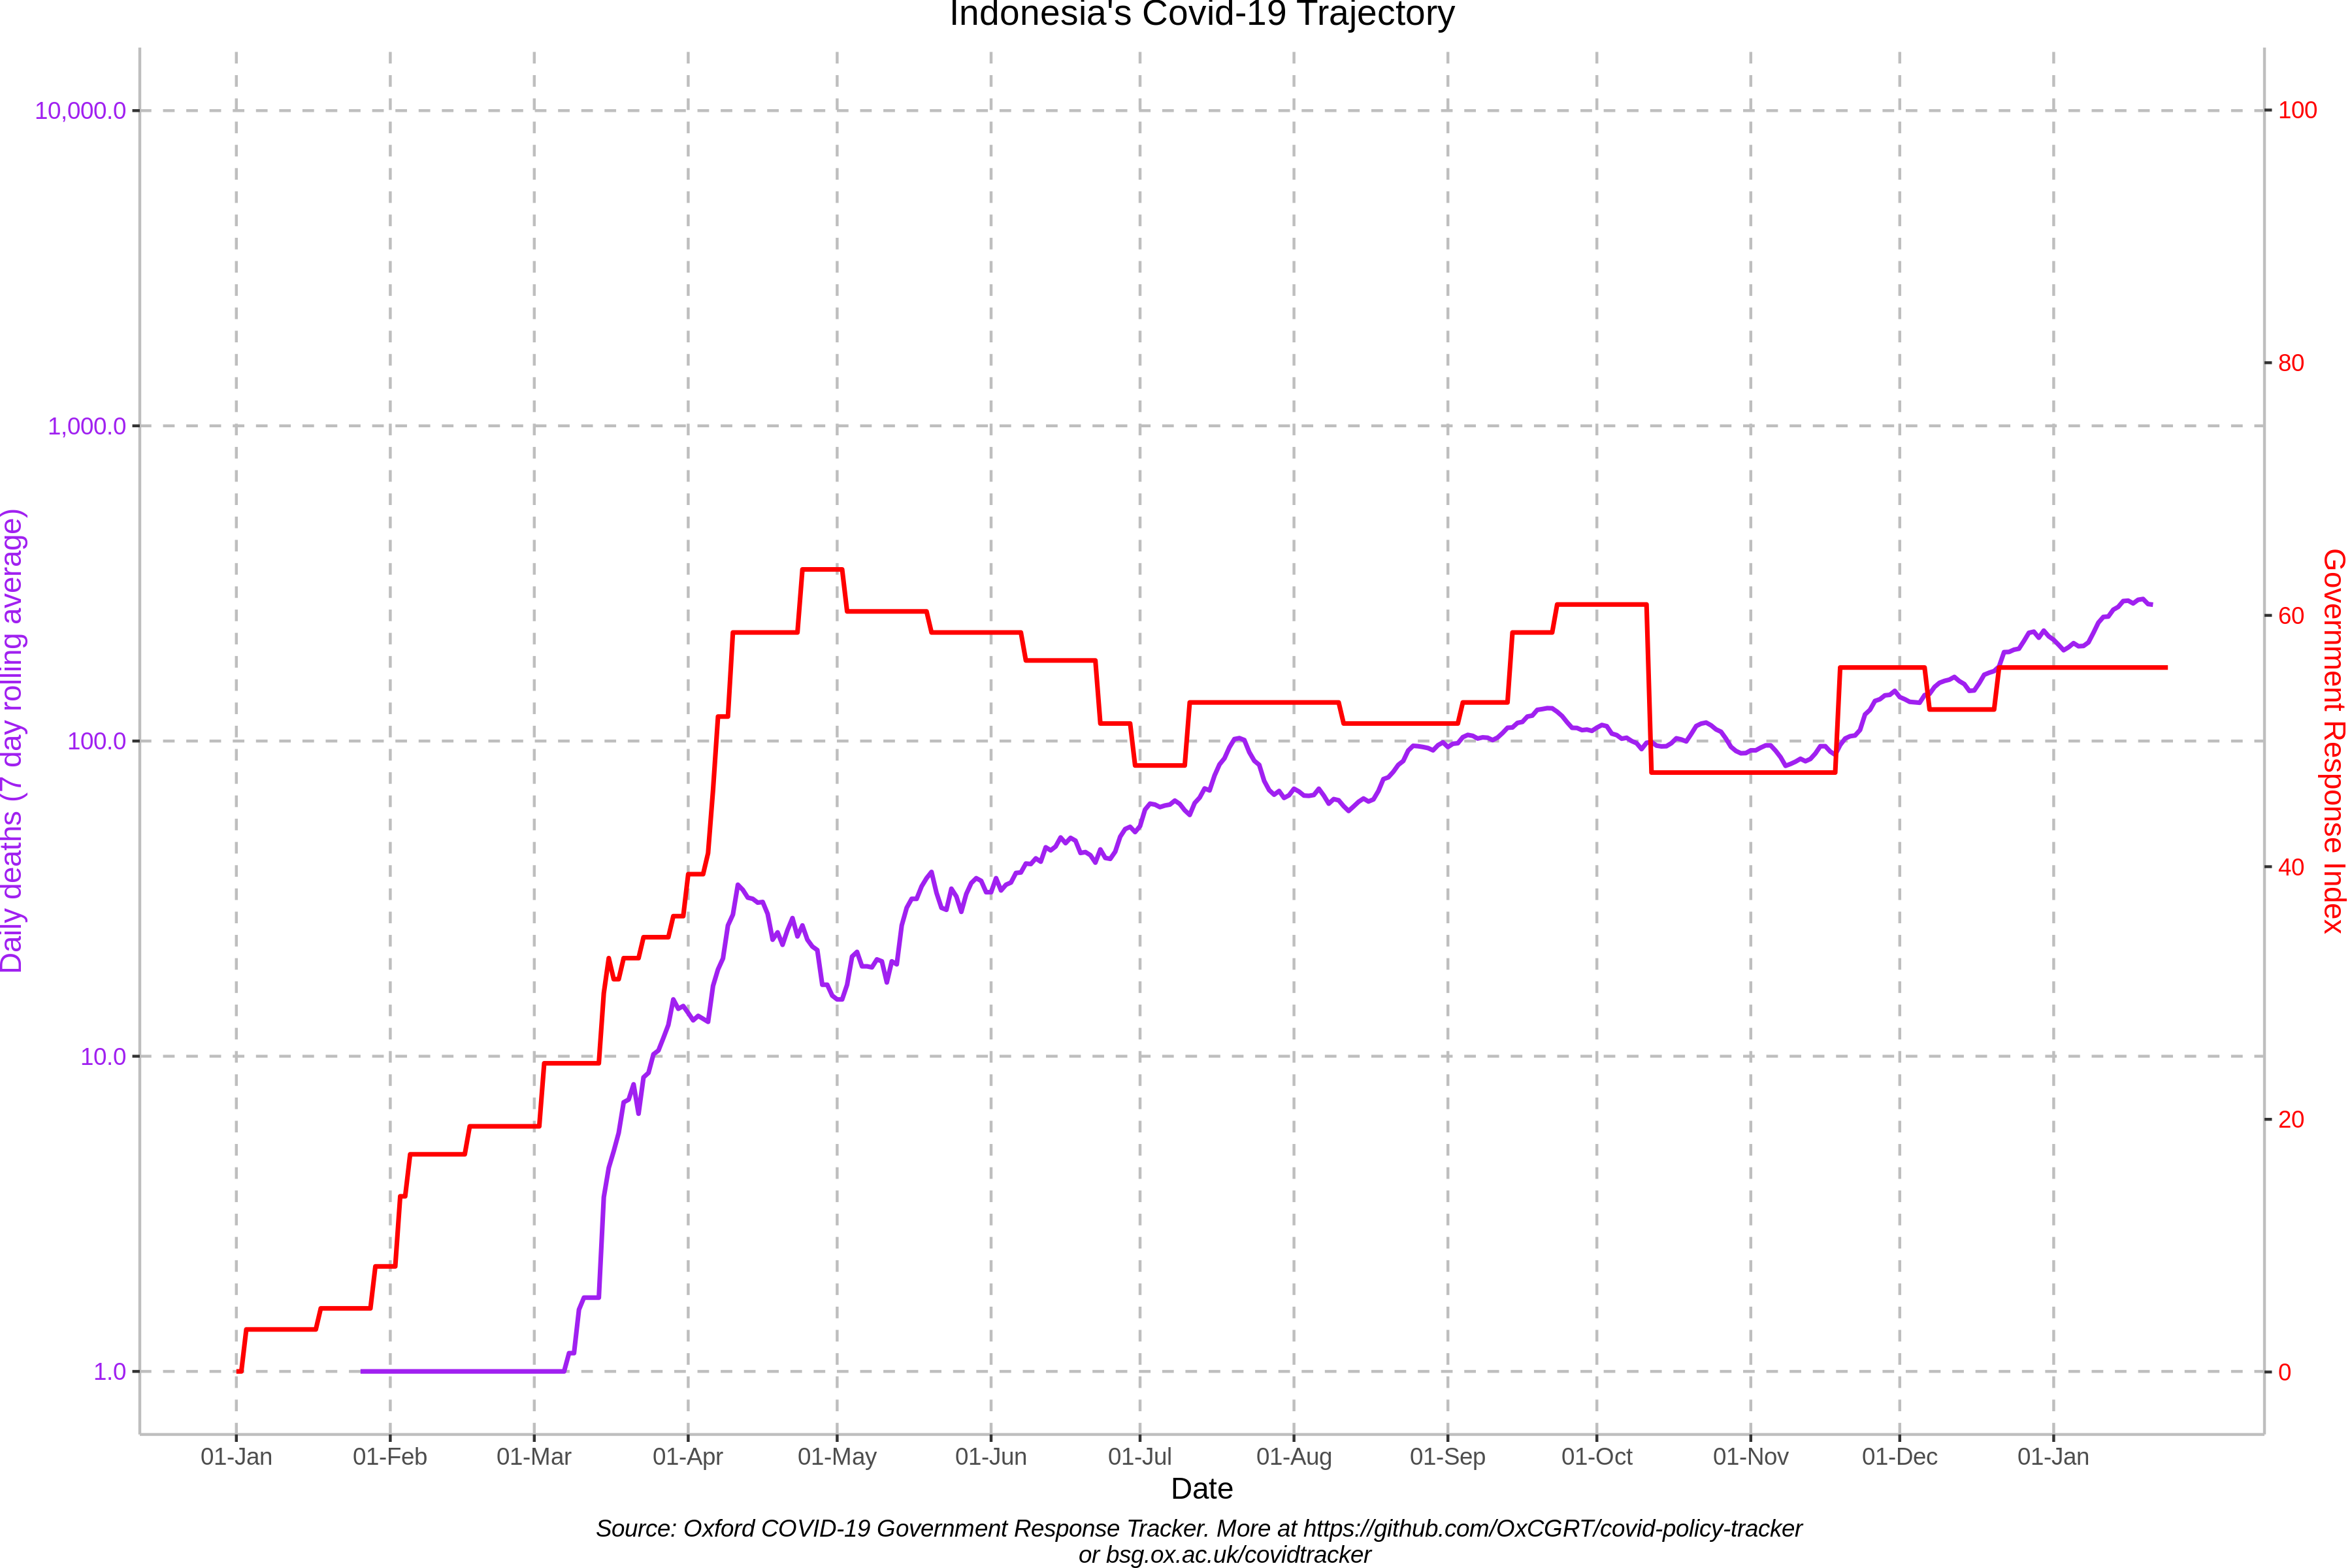 Indonesia's Covid-19 Trajectory
10,000.0
1,000.0
100.0
10.0
1.0
Daily deaths (7 day rolling average)
100
80
60
40
20
0
Government Response Index
01-Jan 01-Feb 01-Mar 01-Apr 01-May 01-Jun 01-Jul 01-Aug 01-Sep 01-Oct 01-Nov 01-Dec 01-Jan
Date
Source: Oxford COVID-19 Government Response Tracker. More at https://github.com/OxCGRT/covid-policy-tracker
or bsg.ox.ac.uk/covidtracker